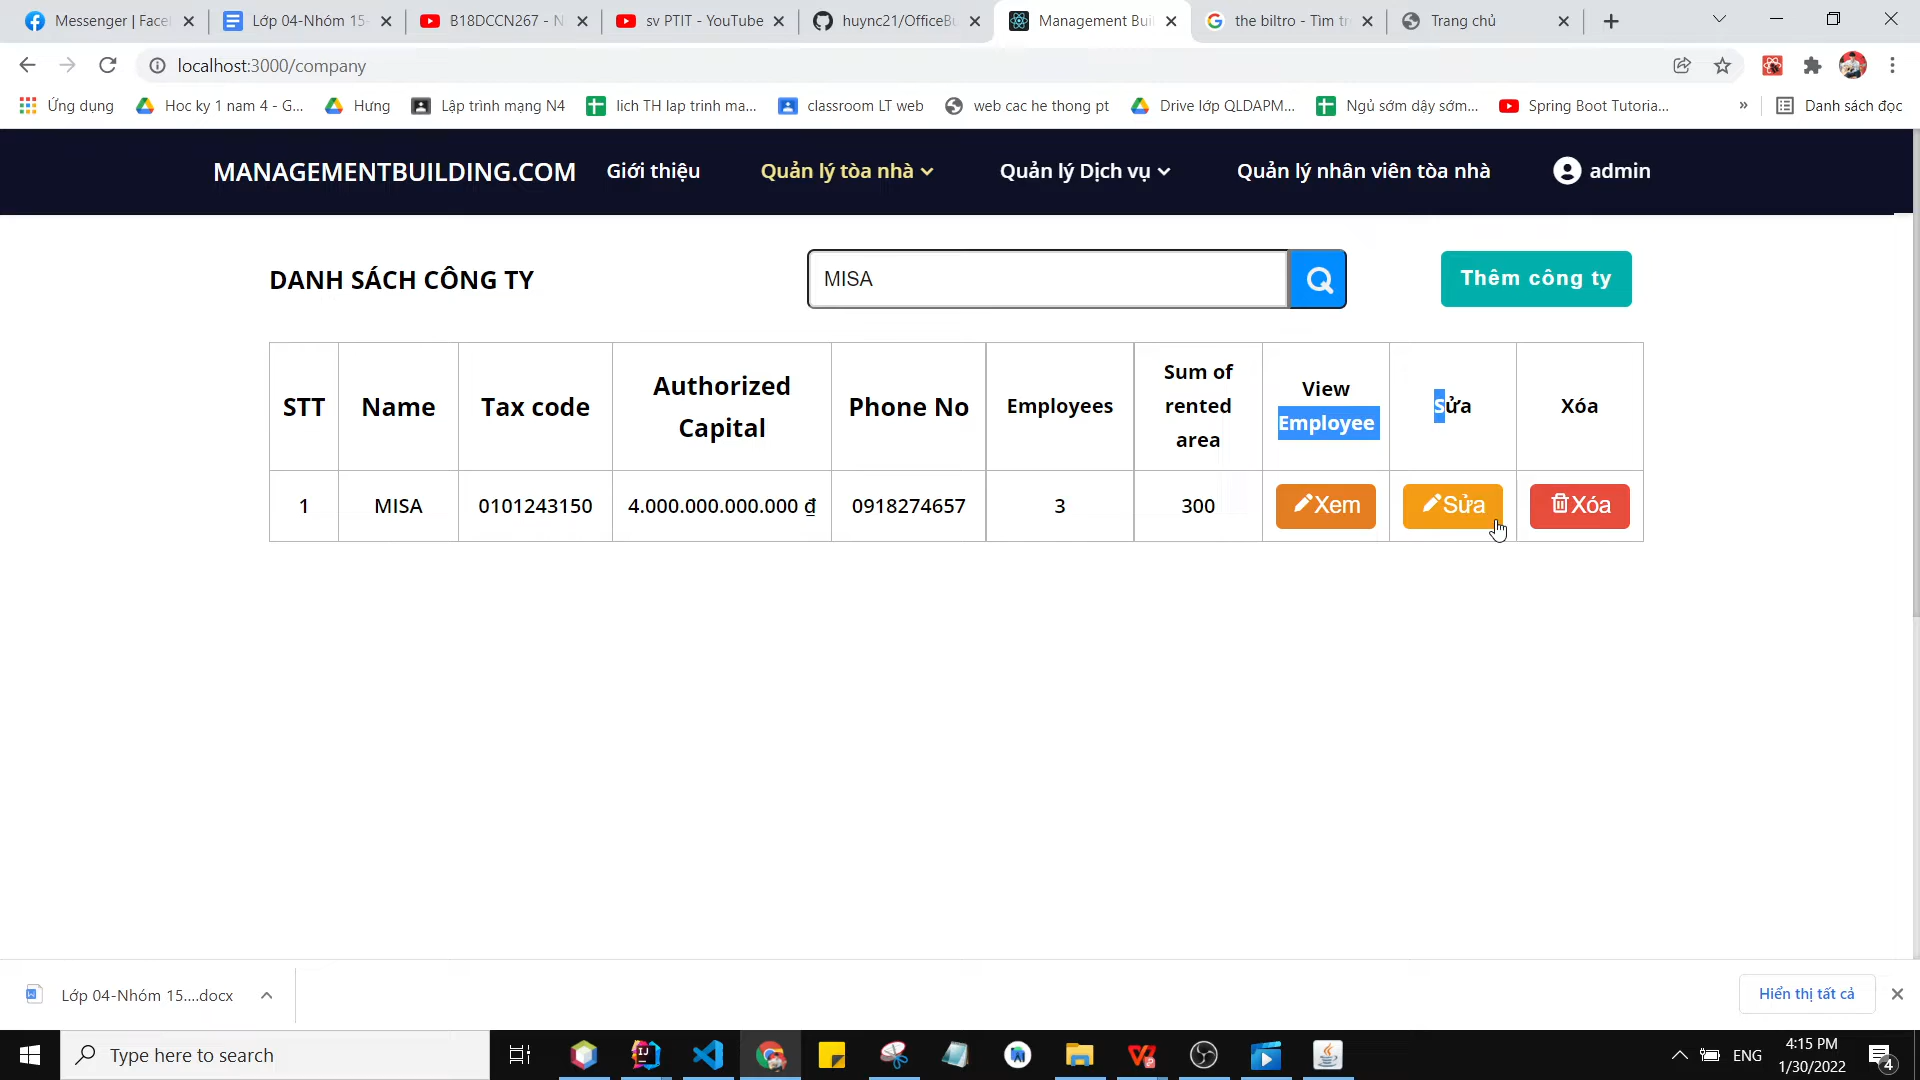 Messenger | Face
Lớp 04-Nhóm 15-
B18DCCN267 - N
sv PTIT - YouTube
huync21/OfficeBu
Management Buil
the biltro - Tìm tr
Trang chủ
localhost:3000/company
Ứng dụng
Hoc ky 1 nam 4 - G...
Hưng
Lập trình mạng N4
lich TH lap trinh ma...
classroom LT web
web cac he thong pt
Drive lớp QLDAPM...
Ngủ sớm dậy sớm...
Spring Boot Tutoria...
»
Danh sách đọc
MANAGEMENTBUILDING.COM
Giới thiệu
Quản lý tòa nhà
Quản lý Dịch vụ
Quản lý nhân viên tòa nhà
admin
DANH SÁCH CÔNG TY
MISA
Thêm công ty
STT
Name
Tax code
Authorized
Capital
Phone No
Employees
Sum of
rented
area
View
Employee
Sửa
Xóa
1
MISA
0101243150
4.000.000.000.000 ₫
0918274657
3
300
Xem
Sửa
Xóa
Lớp 04-Nhóm 15....docx
Hiển thị tất cả
Type here to search
ENG
4:15 PM
1/30/2022
4